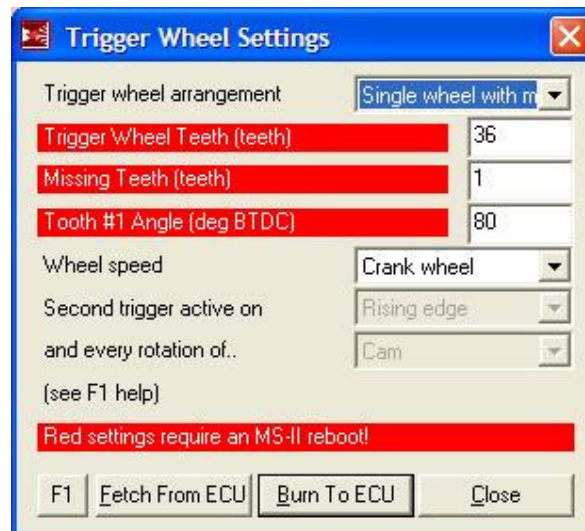 Trigger Wheel Settings
Trigger wheel arrangement Single wheel with m
Trigger Wheel Teeth (teeth) 36
Missing Teeth (teeth) 1
Tooth #1 Angle (deg BTDC) 80
Wheel speed Crank wheel
Second trigger active on Rising edge
and every rotation of.. Cam
(see F1 help)
Red settings require an MS-II reboot!
F1 Fetch From ECU Burn To ECU Close